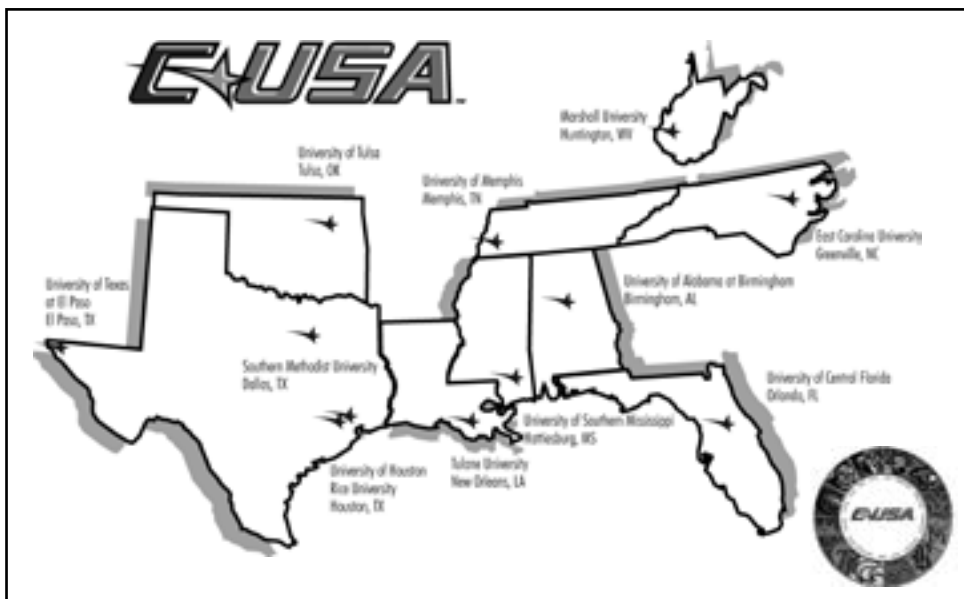 C USA
Marshall University
Huntington, WV
University of Tulsa
Tulsa, OK
University of Memphis
Memphis, TN
East Carolina University
Greenville, NC
University of Texas
at El Paso
El Paso, TX
University of Alabama at Birmingham
Birmingham, AL
Southern Methodist University
Dallas, TX
University of Central Florida
Orlando, FL
University of Southern Mississippi
Hattiesburg, MS
University of Houston
Rice University
Houston, TX
Tulane University
New Orleans, LA
C USA